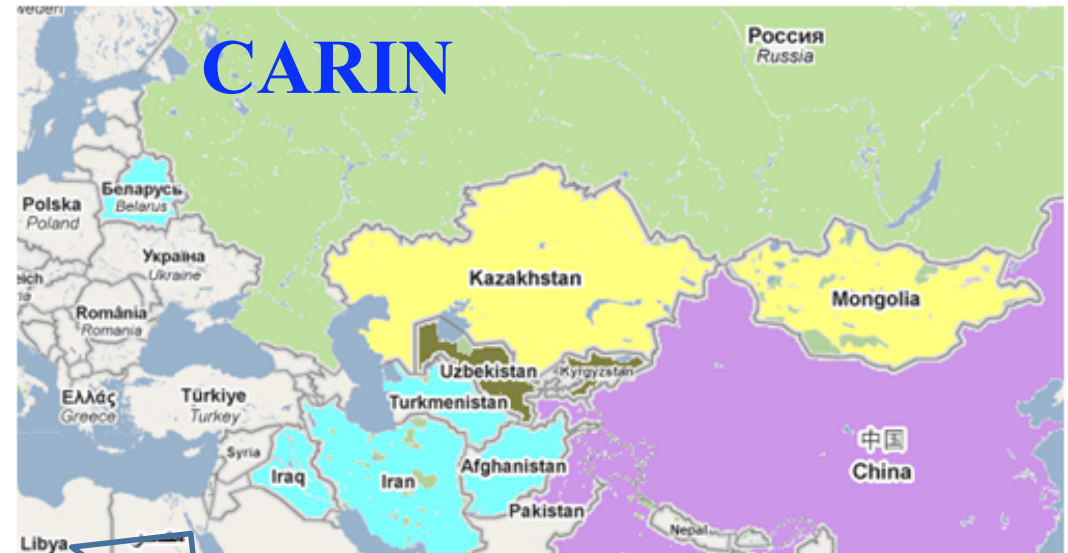 CARIN
Россия
Russia
Беларусь
Belarus
Polska
Poland
Україна
Ukraine
Kazakhstan
Mongolia
România
Romania
Uzbekistan
Kyrgyzstan
Ελλάς
Greece
Türkiye
Turkey
Turkmenistan
中国
China
Syria
Iraq
Iran
Afghanistan
Pakistan
Nepal
Libya